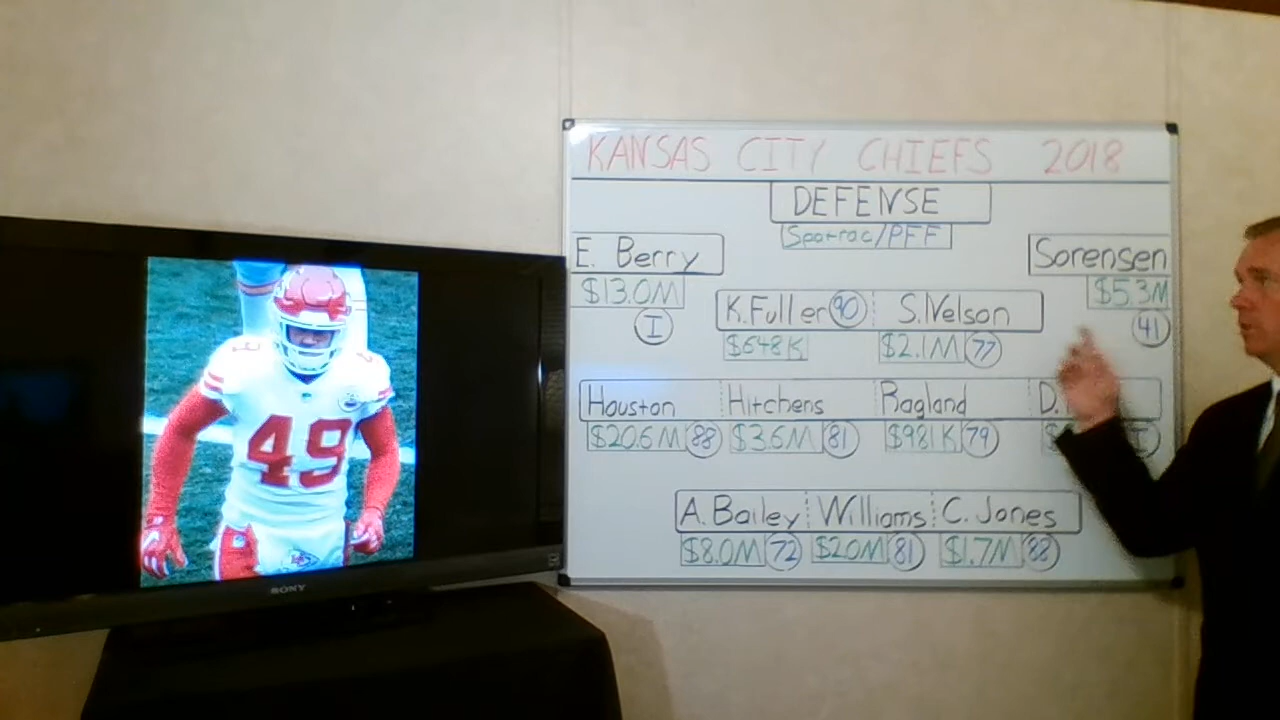 KANSAS CITY CHIEFS 2018
DEFENSE
Spotrac/PFF
E. Berry Sorensen
$13.0M $5.3M
I 41
K.Fuller 90 S.Nelson
$648K $2.1M 77
Houston Hitchens Ragland D.
$20.6M 88 $3.6M 81 $981K 79 $
A.Bailey Williams C.Jones
$8.0M 72 $2.0M 81 $1.7M 88
49
SONY